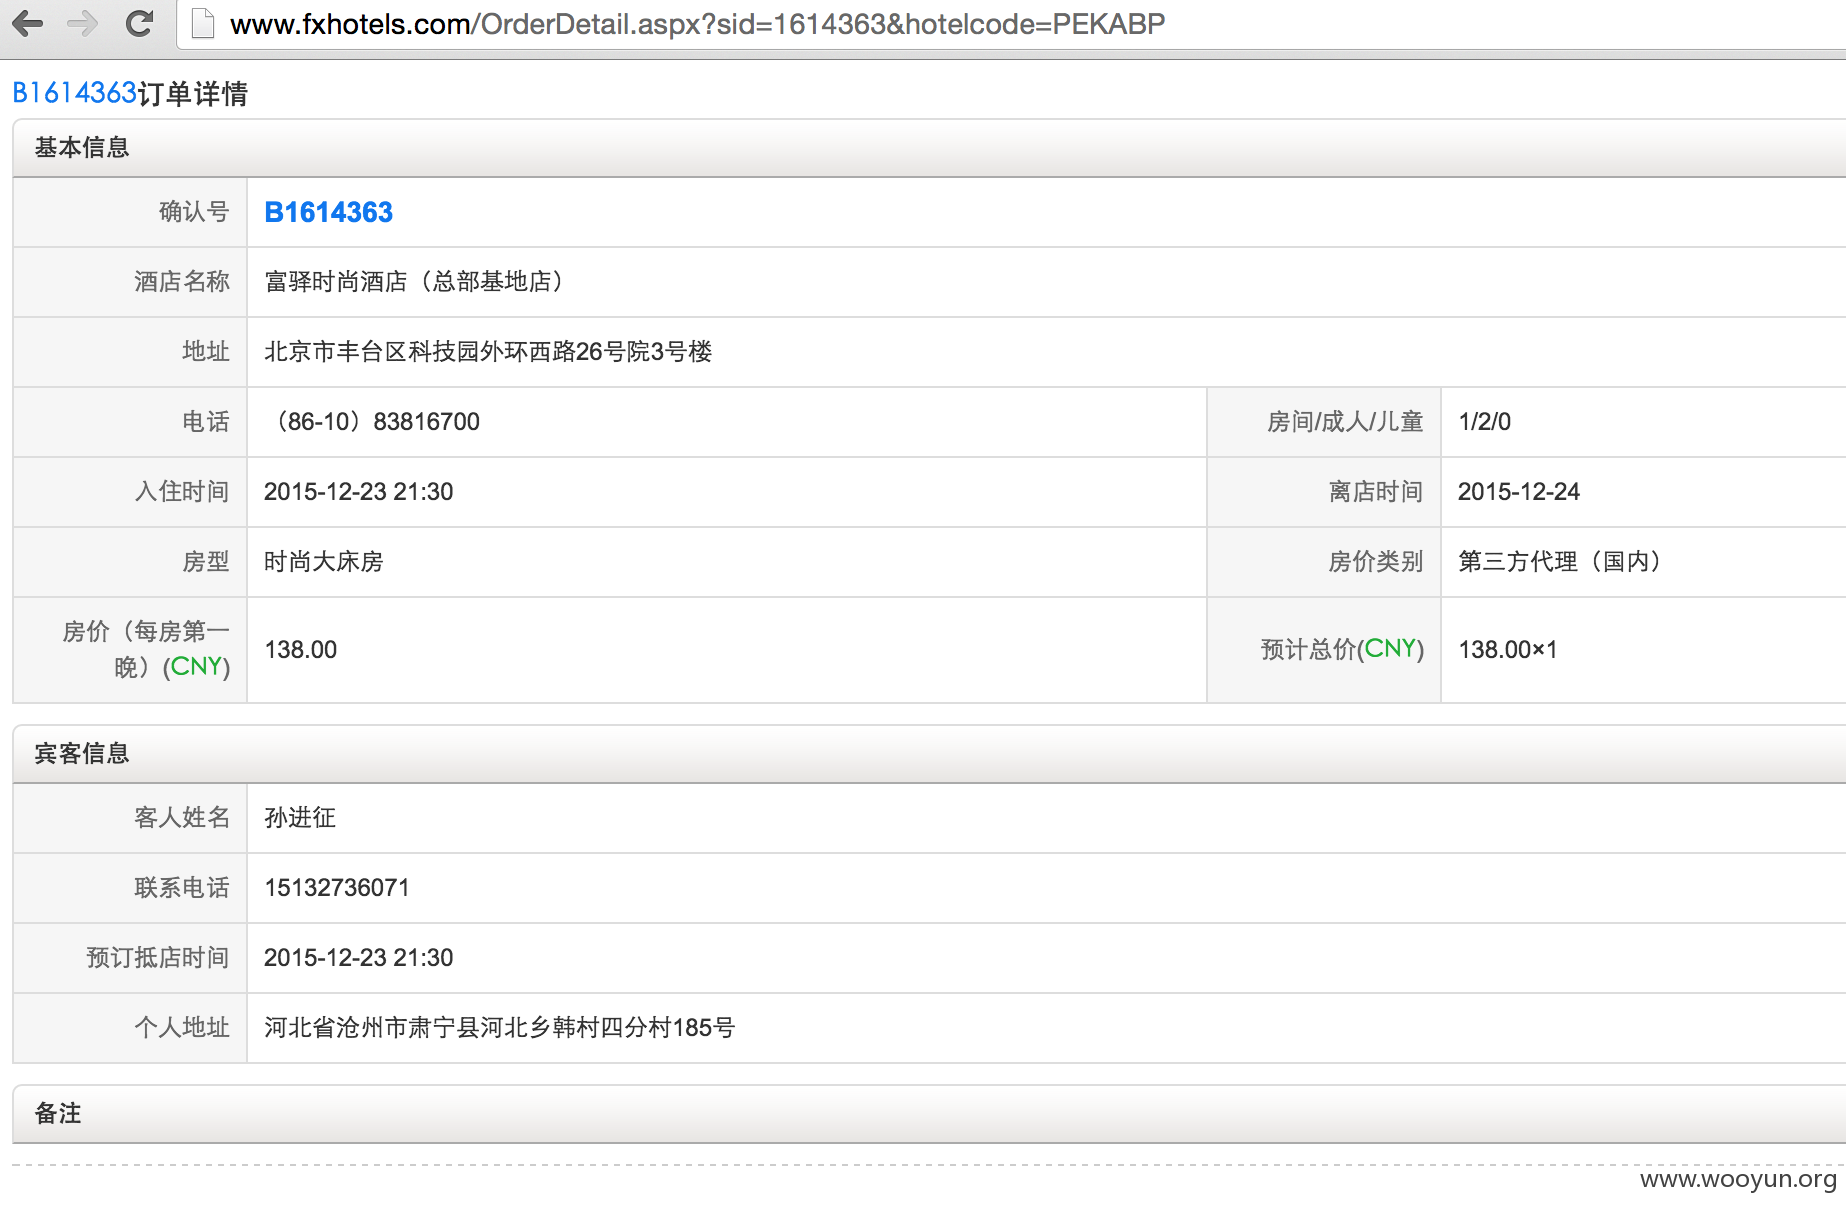 www.fxhotels.com/OrderDetail.aspx?sid=1614363&hotelcode=PEKABP
B1614363订单详情
基本信息
确认号 B1614363
酒店名称 富驿时尚酒店（总部基地店）
地址 北京市丰台区科技园外环西路26号院3号楼
电话 （86-10）83816700 房间/成人/儿童 1/2/0
入住时间 2015-12-23 21:30 离店时间 2015-12-24
房型 时尚大床房 房价类别 第三方代理（国内）
房价（每房第一
晚）(CNY) 138.00 预计总价(CNY) 138.00×1
宾客信息
客人姓名 孙进征
联系电话 15132736071
预订抵店时间 2015-12-23 21:30
个人地址 河北省沧州市肃宁县河北乡韩村四分村185号
备注
www.wooyun.org